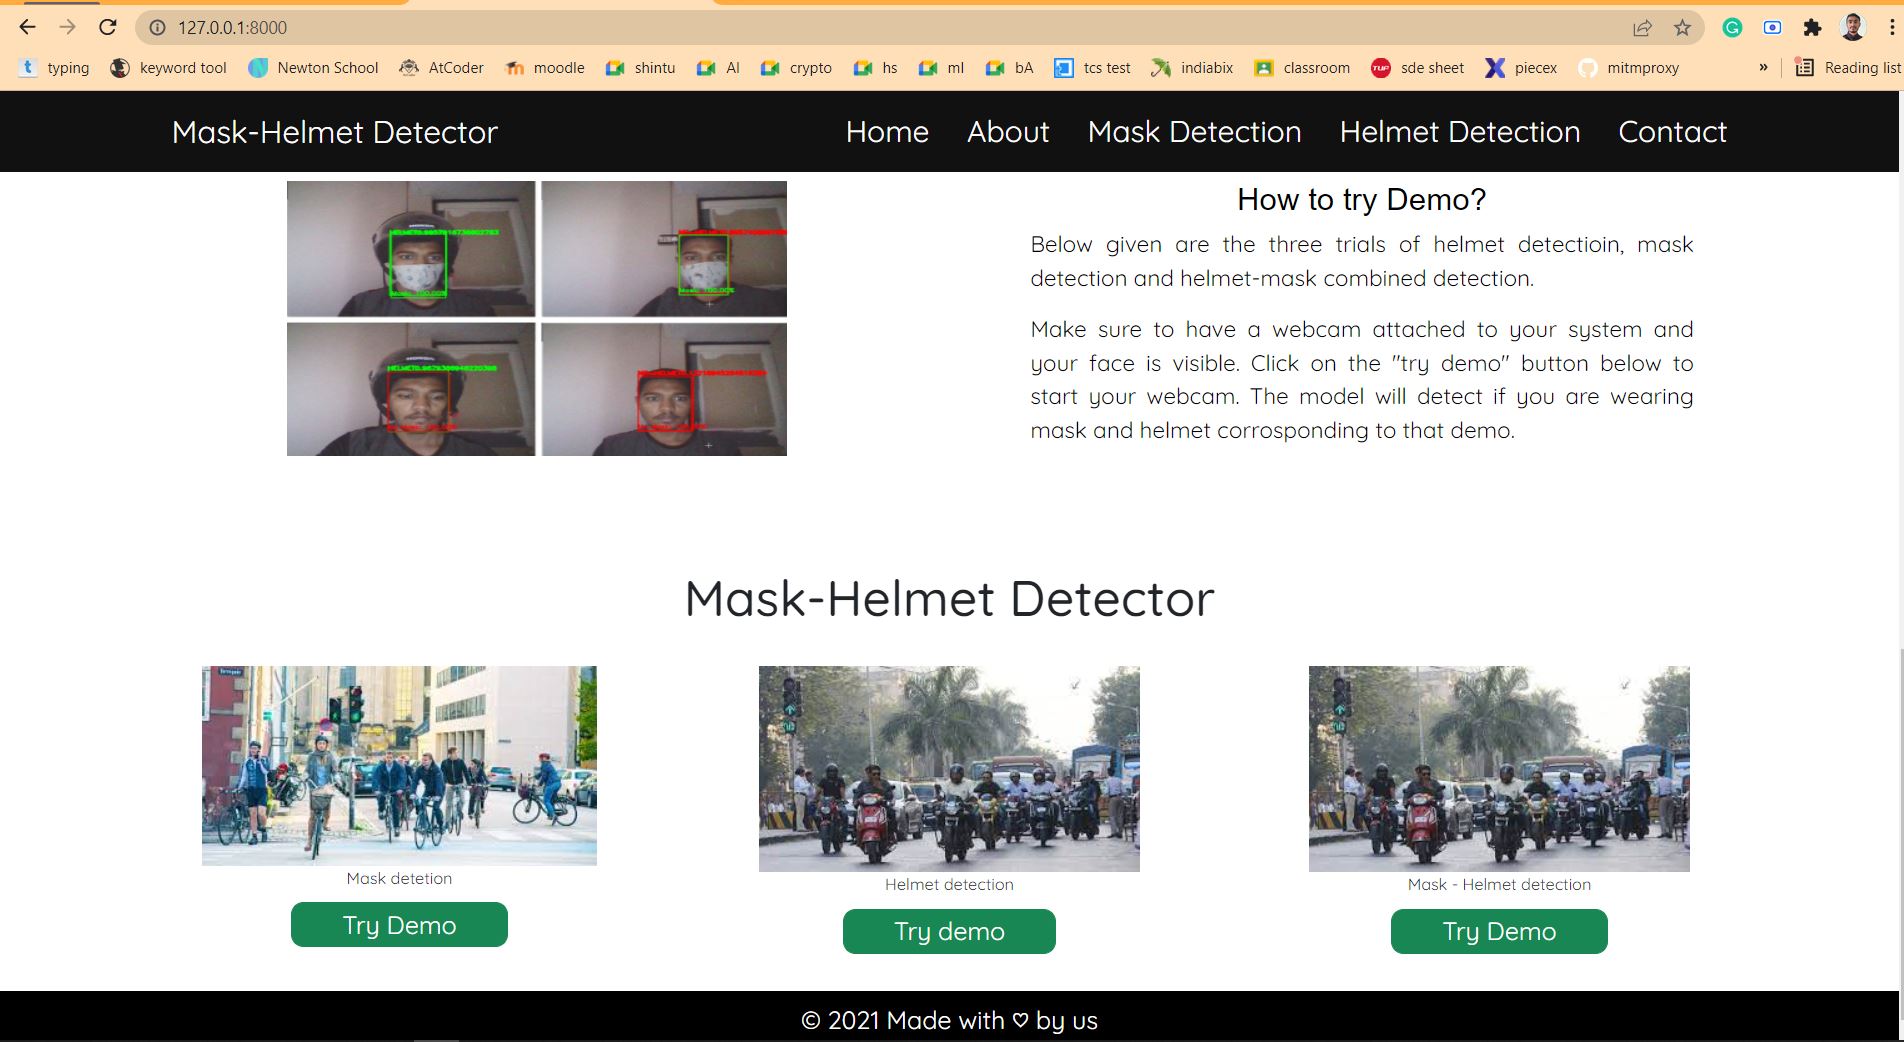 127.0.0.1:8000
typing keyword tool Newton School AtCoder moodle shintu AI crypto hs ml bA tcs test indiabix classroom sde sheet piecex mitmproxy » Reading list
Mask-Helmet Detector Home About Mask Detection Helmet Detection Contact
How to try Demo?
Below given are the three trials of helmet detectioin, mask
detection and helmet-mask combined detection.
Make sure to have a webcam attached to your system and
your face is visible. Click on the "try demo" button below to
start your webcam. The model will detect if you are wearing
mask and helmet corrosponding to that demo.
Mask-Helmet Detector
Mask detetion
Try Demo
Helmet detection
Try demo
Mask - Helmet detection
Try Demo
© 2021 Made with ♡ by us